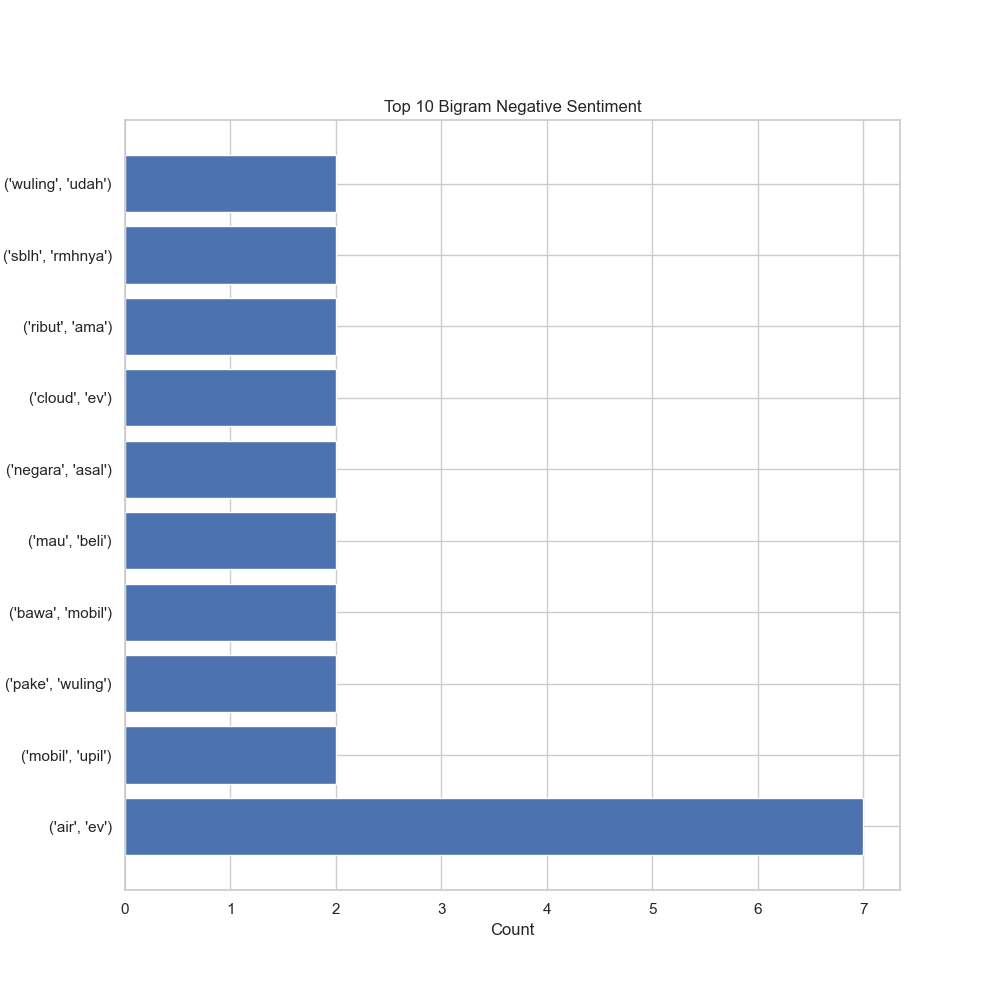 Top 10 Bigram Negative Sentiment
('wuling', 'udah')
('sblh', 'rmhnya')
('ribut', 'ama')
('cloud', 'ev')
('negara', 'asal')
('mau', 'beli')
('bawa', 'mobil')
('pake', 'wuling')
('mobil', 'upil')
('air', 'ev')
0 1 2 3 4 5 6 7
Count